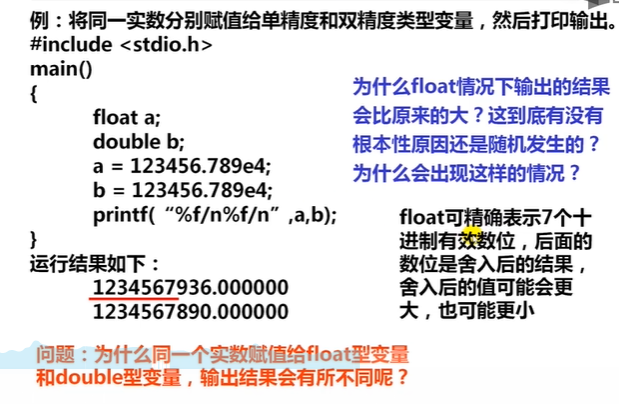 例：将同一实数分别赋值给单精度和双精度类型变量，然后打印输出。
#include <stdio.h>
main()
{
float a;
double b;
a = 123456.789e4;
b = 123456.789e4;
printf( “%f/n%f/n” ,a,b);
}
运行结果如下：
1234567936.000000
1234567890.000000
为什么float情况下输出的结果
会比原来的大？这到底有没有
根本性原因还是随机发生的？
为什么会出现这样的情况？
float可精确表示7个十
进制有效数位，后面的
数位是舍入后的结果，
舍入后的值可能会更
大，也可能更小
问题：为什么同一个实数赋值给float型变量
和double型变量，输出结果会有所不同呢？